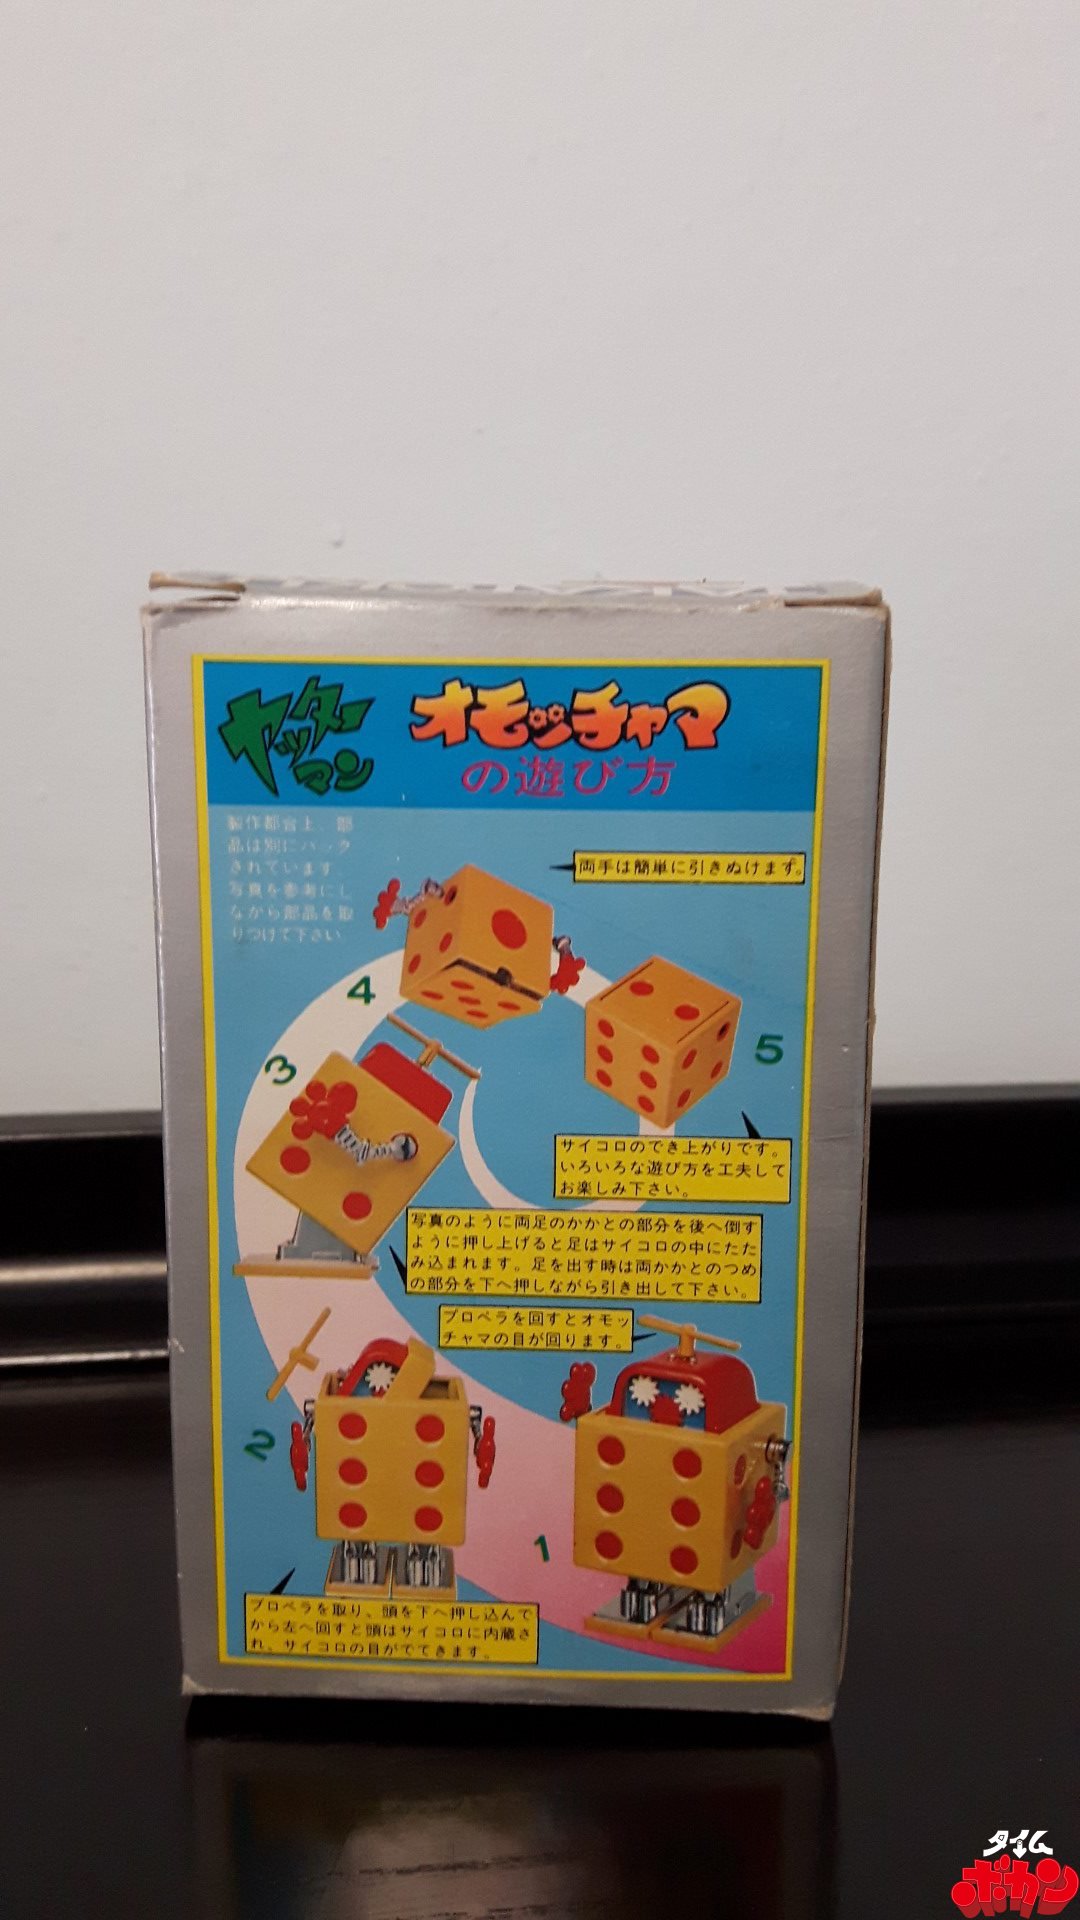 ヤッター
マン
オモッチャマ
の遊び方
製作都合上、部
品は別にパック
されています。
写真を参考にし
ながら部品を取
りつけて下さい
両手は簡単に引きぬけます。
4
5
3
サイコロのでき上がりです。
いろいろな遊び方を工夫して
お楽しみ下さい。
写真のように両足のかかとの部分を後へ倒す
ように押し上げると足はサイコロの中にたた
み込まれます。足を出す時は両かかとのつめ
の部分を下へ押しながら引き出して下さい。
プロペラを回すとオモッ
チャマの目が回ります。
2
1
プロペラを取り、頭を下へ押し込んで
から左へ回すと頭はサイコロに内蔵さ
れ、サイコロの目がでてきます。
タイム
ボカン